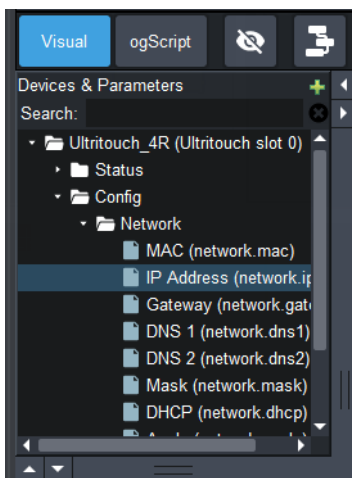 Visual ogScript
Devices & Parameters
Search:
Ultritouch_4R (Ultritouch slot 0)
Status
Config
Network
MAC (network.mac)
IP Address (network.ip
Gateway (network.gat
DNS 1 (network.dns1)
DNS 2 (network.dns2)
Mask (network.mask)
DHCP (network.dhcp)